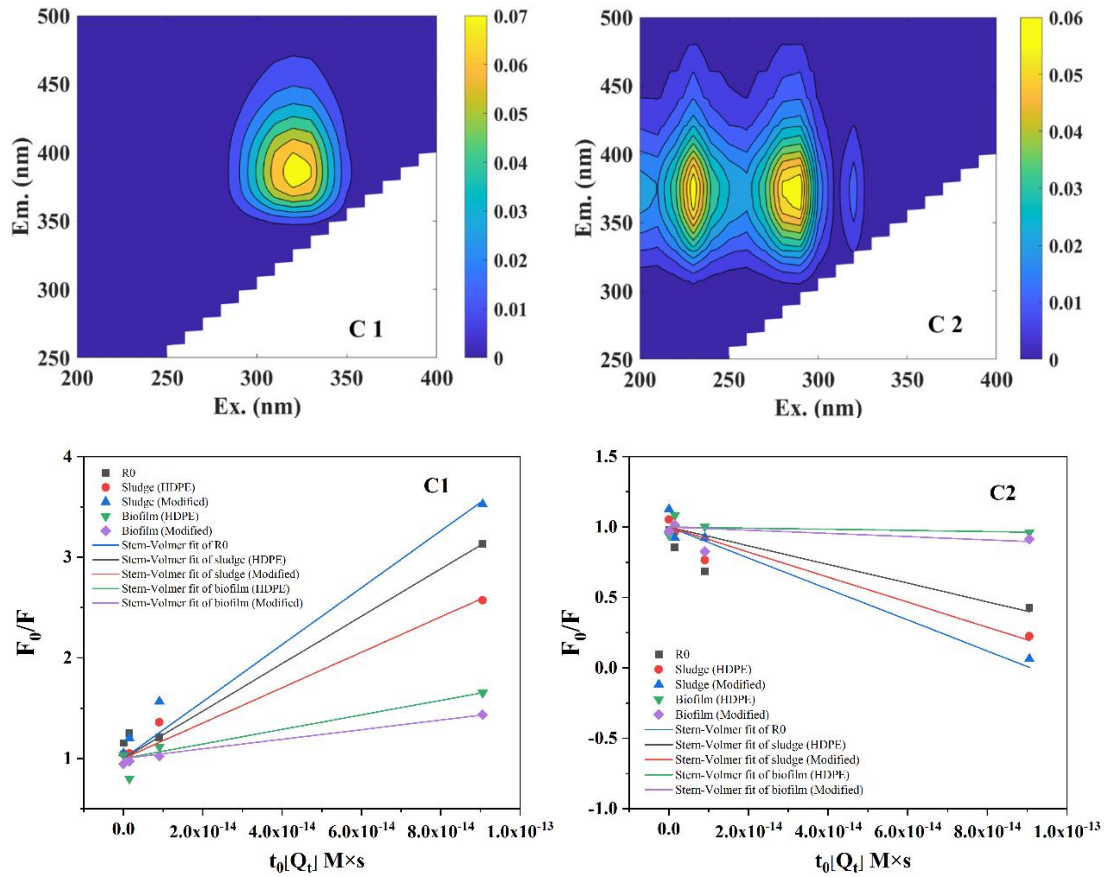 500
450
400
350
300
250
200 250 300 350 400
Em. (nm)
Ex. (nm)
C 1
0.07
0.06
0.05
0.04
0.03
0.02
0.01
0
500
450
400
350
300
250
200 250 300 350 400
Em. (nm)
Ex. (nm)
C 2
0.06
0.05
0.04
0.03
0.02
0.01
0
4
3
2
1
F₀/F
C1
R0
Sludge (HDPE)
Sludge (Modified)
Biofilm (HDPE)
Biofilm (Modified)
Stern-Volmer fit of R0
Stern-Volmer fit of sludge (HDPE)
Stern-Volmer fit of sludge (Modified)
Stern-Volmer fit of biofilm (HDPE)
Stern-Volmer fit of biofilm (Modified)
0.0 2.0x10⁻¹⁴ 4.0x10⁻¹⁴ 6.0x10⁻¹⁴ 8.0x10⁻¹⁴ 1.0x10⁻¹³
t₀[Qₜ] M×s
1.5
1.0
0.5
0.0
-0.5
-1.0
F₀/F
C2
R0
Sludge (HDPE)
Sludge (Modified)
Biofilm (HDPE)
Biofilm (Modified)
Stern-Volmer fit of R0
Stern-Volmer fit of sludge (HDPE)
Stern-Volmer fit of sludge (Modified)
Stern-Volmer fit of biofilm (HDPE)
Stern-Volmer fit of biofilm (Modified)
0.0 2.0x10⁻¹⁴ 4.0x10⁻¹⁴ 6.0x10⁻¹⁴ 8.0x10⁻¹⁴ 1.0x10⁻¹³
t₀[Qₜ] M×s